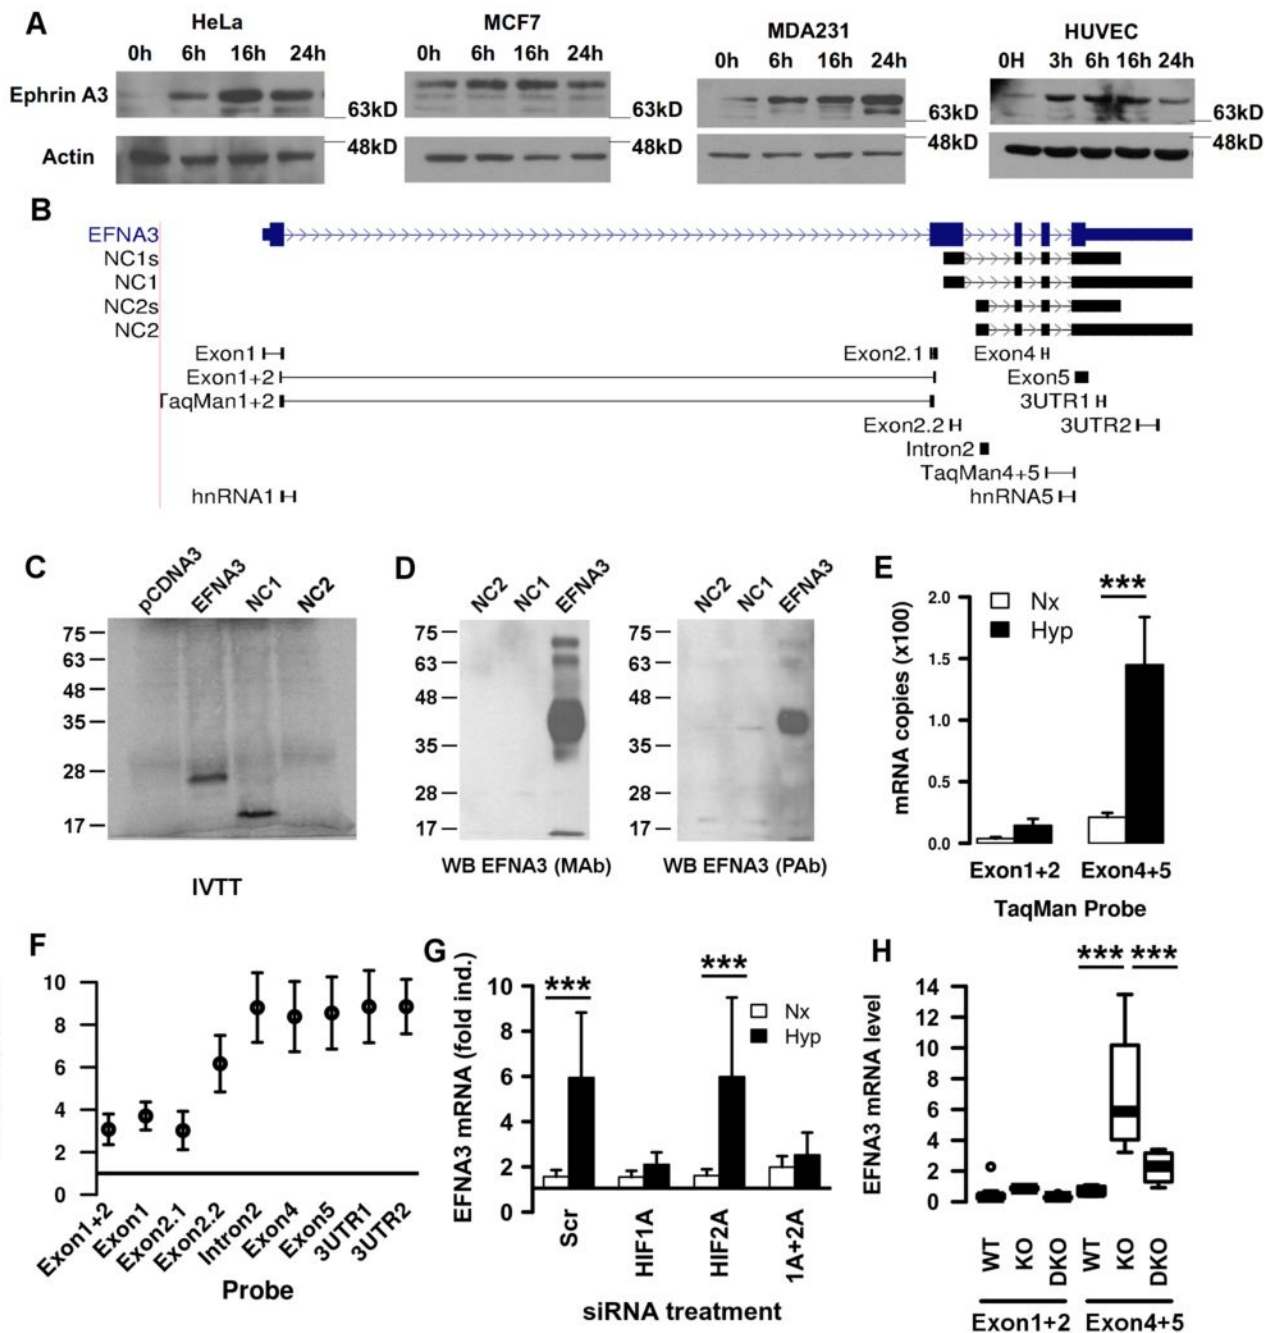 A
HeLa
MCF7
MDA231
HUVEC
0h 6h 16h 24h
0h 6h 16h 24h
0h 6h 16h 24h
0H 3h 6h 16h 24h
Ephrin A3
63kD
63kD
63kD
63kD
Actin
48kD
48kD
48kD
48kD
B
EFNA3
NC1s
NC1
NC2s
NC2
Exon1
Exon2.1
Exon4
Exon1+2
Exon5
TaqMan1+2
3UTR1
Exon2.2
3UTR2
Intron2
TaqMan4+5
hnRNA1
hnRNA5
C
pCDNA3
EFNA3
NC1
NC2
75
63
48
35
28
17
IVTT
D
NC2
NC1
EFNA3
75
63
48
35
28
17
WB EFNA3 (MAb)
NC2
NC1
EFNA3
75
63
48
35
28
17
WB EFNA3 (PAb)
E
mRNA copies (x100)
2.0
1.5
1.0
0.5
0.0
Nx
Hyp
***
Exon1+2 Exon4+5
TaqMan Probe
F
10
8
6
4
2
0
Exon1+2
Exon1
Exon2.1
Exon2.2
Intron2
Exon4
Exon5
3UTR1
3UTR2
Probe
G
EFNA3 mRNA (fold ind.)
10
8
6
4
2
0
***
***
Nx
Hyp
Scr
HIF1A
HIF2A
1A+2A
siRNA treatment
H
EFNA3 mRNA level
14
12
10
8
6
4
2
0
*** ***
WT
KO
DKO
WT
KO
DKO
Exon1+2 Exon4+5